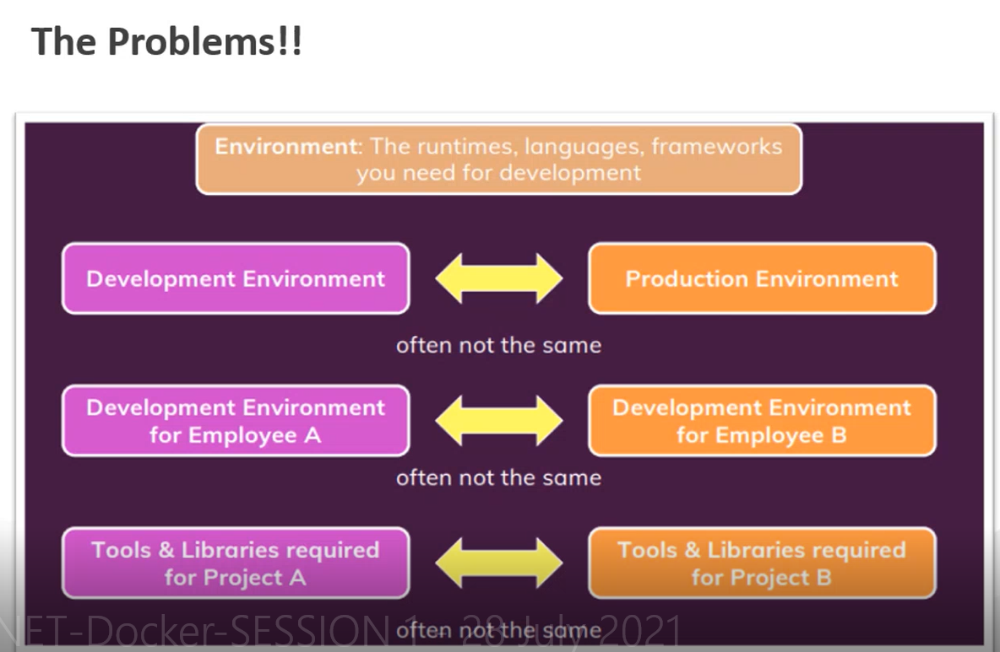 The Problems!!
Environment: The runtimes, languages, frameworks
you need for development
Development Environment
Production Environment
often not the same
Development Environment
for Employee A
Development Environment
for Employee B
often not the same
Tools & Libraries required
for Project A
Tools & Libraries required
for Project B
often not the same
NET-Docker-SESSION 1 - 28 July 2021